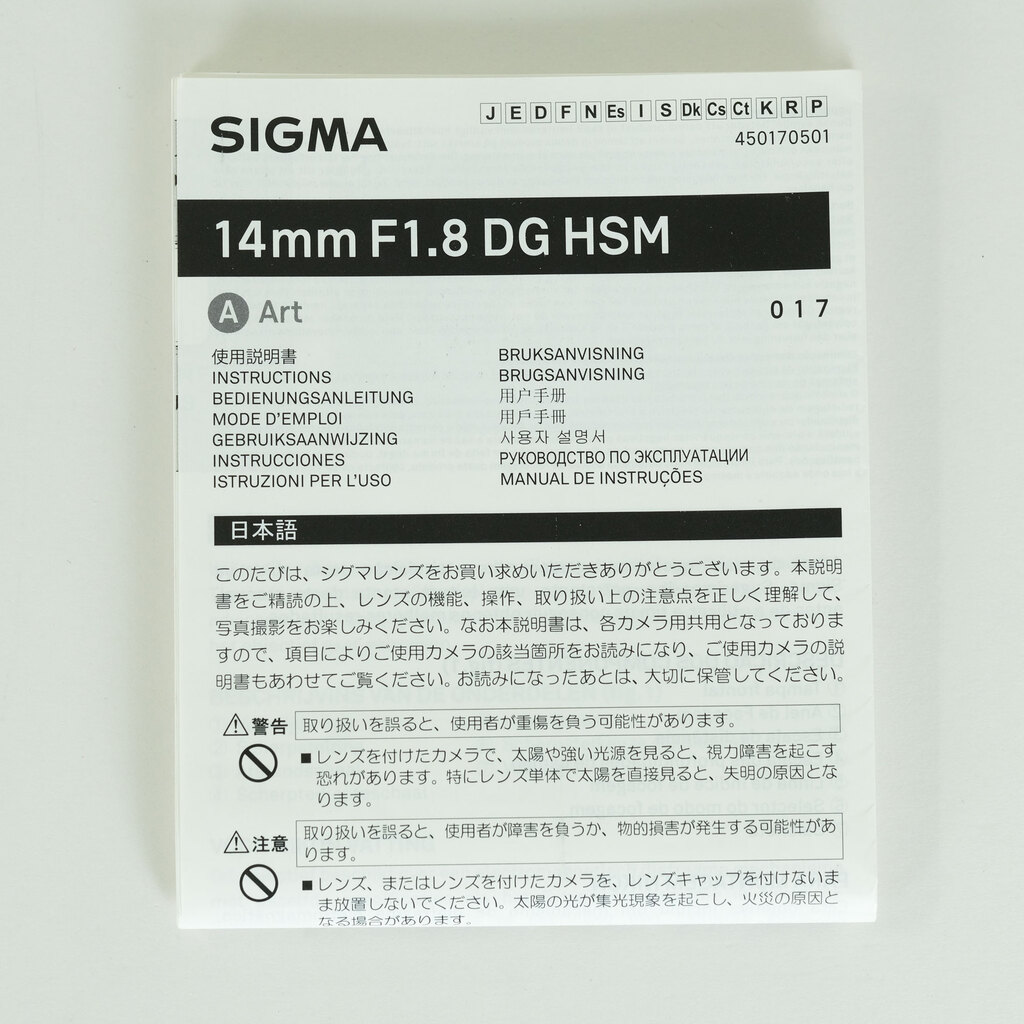 SIGMA
J E D F N Es I S Dk Cs Ct K R P
450170501
14mm F1.8 DG HSM
A Art
017
使用説明書
INSTRUCTIONS
BEDIENUNGSANLEITUNG
MODE D'EMPLOI
GEBRUIKSAANWIJZING
INSTRUCCIONES
ISTRUZIONI PER L'USO
BRUKSANVISNING
BRUGSANVISNING
用户手册
用戶手冊
사용자 설명서
РУКОВОДСТВО ПО ЭКСПЛУАТАЦИИ
MANUAL DE INSTRUÇÕES
日本語
このたびは、シグマレンズをお買い求めいただきありがとうございます。本説明
書をご精読の上、レンズの機能、操作、取り扱い上の注意点を正しく理解して、
写真撮影をお楽しみください。なお本説明書は、各カメラ用共用となっておりま
すので、項目によりご使用カメラの該当箇所をお読みになり、ご使用カメラの説
明書もあわせてご覧ください。お読みになったあとは、大切に保管してください。
警告
取り扱いを誤ると、使用者が重傷を負う可能性があります。
■レンズを付けたカメラで、太陽や強い光源を見ると、視力障害を起こす
恐れがあります。特にレンズ単体で太陽を直接見ると、失明の原因とな
ります。
注意
取り扱いを誤ると、使用者が障害を負うか、物的損害が発生する可能性があ
ります。
■レンズ、またはレンズを付けたカメラを、レンズキャップを付けないま
ま放置しないでください。太陽の光が集光現象を起こし、火災の原因と
なる場合があります。